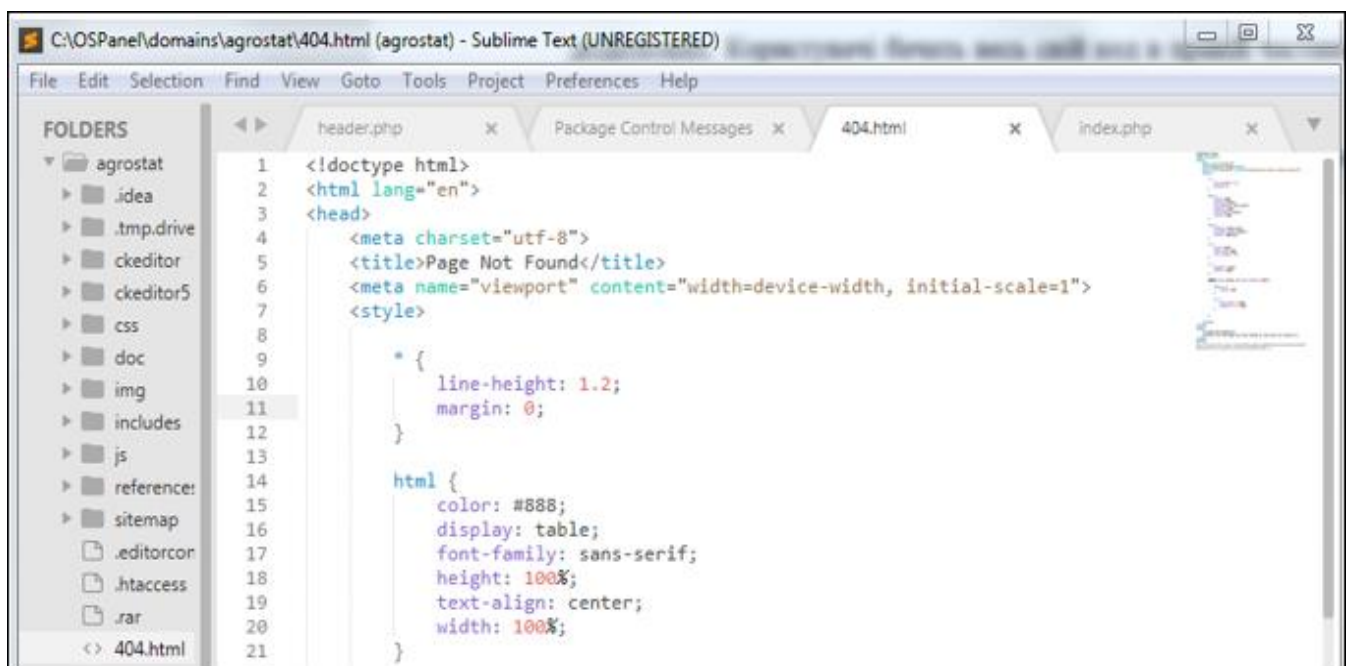 C:\OSPanel\domains\agrostat\404.html (agrostat) - Sublime Text (UNREGISTERED)
File Edit Selection Find View Goto Tools Project Preferences Help
FOLDERS
agrostat
.idea
.tmp.drive
ckeditor
ckeditor5
css
doc
img
includes
js
references
sitemap
.editorcor
.htaccess
.rar
404.html
header.php
Package Control Messages
404.html
index.php
1 <!doctype html>
2 <html lang="en">
3 <head>
4 <meta charset="utf-8">
5 <title>Page Not Found</title>
6 <meta name="viewport" content="width=device-width, initial-scale=1">
7 <style>
8
9 * {
10 line-height: 1.2;
11 margin: 0;
12 }
13
14 html {
15 color: #888;
16 display: table;
17 font-family: sans-serif;
18 height: 100%;
19 text-align: center;
20 width: 100%;
21 }